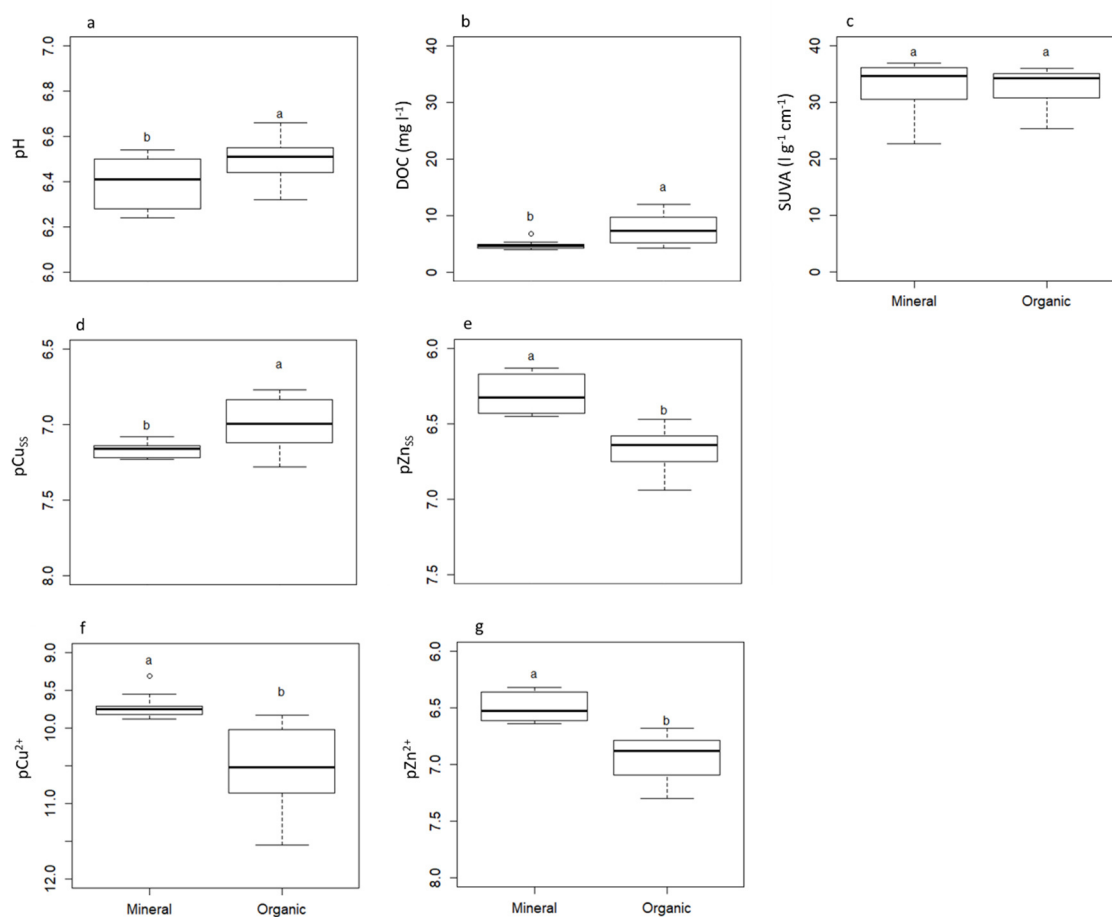 a
pH
7.0
6.8
6.6
6.4
6.2
6.0
b
a
b
DOC (mg l⁻¹)
40
30
20
10
0
b
a
c
SUVA (l g⁻¹ cm⁻¹)
40
30
20
10
0
a
a
Mineral
Organic
d
pCuSS
6.5
7.0
7.5
8.0
b
a
e
pZnSS
6.0
6.5
7.0
7.5
a
b
f
pCu²⁺
9.0
9.5
10.0
11.0
12.0
a
b
Mineral
Organic
g
pZn²⁺
6.0
6.5
7.0
7.5
8.0
a
b
Mineral
Organic